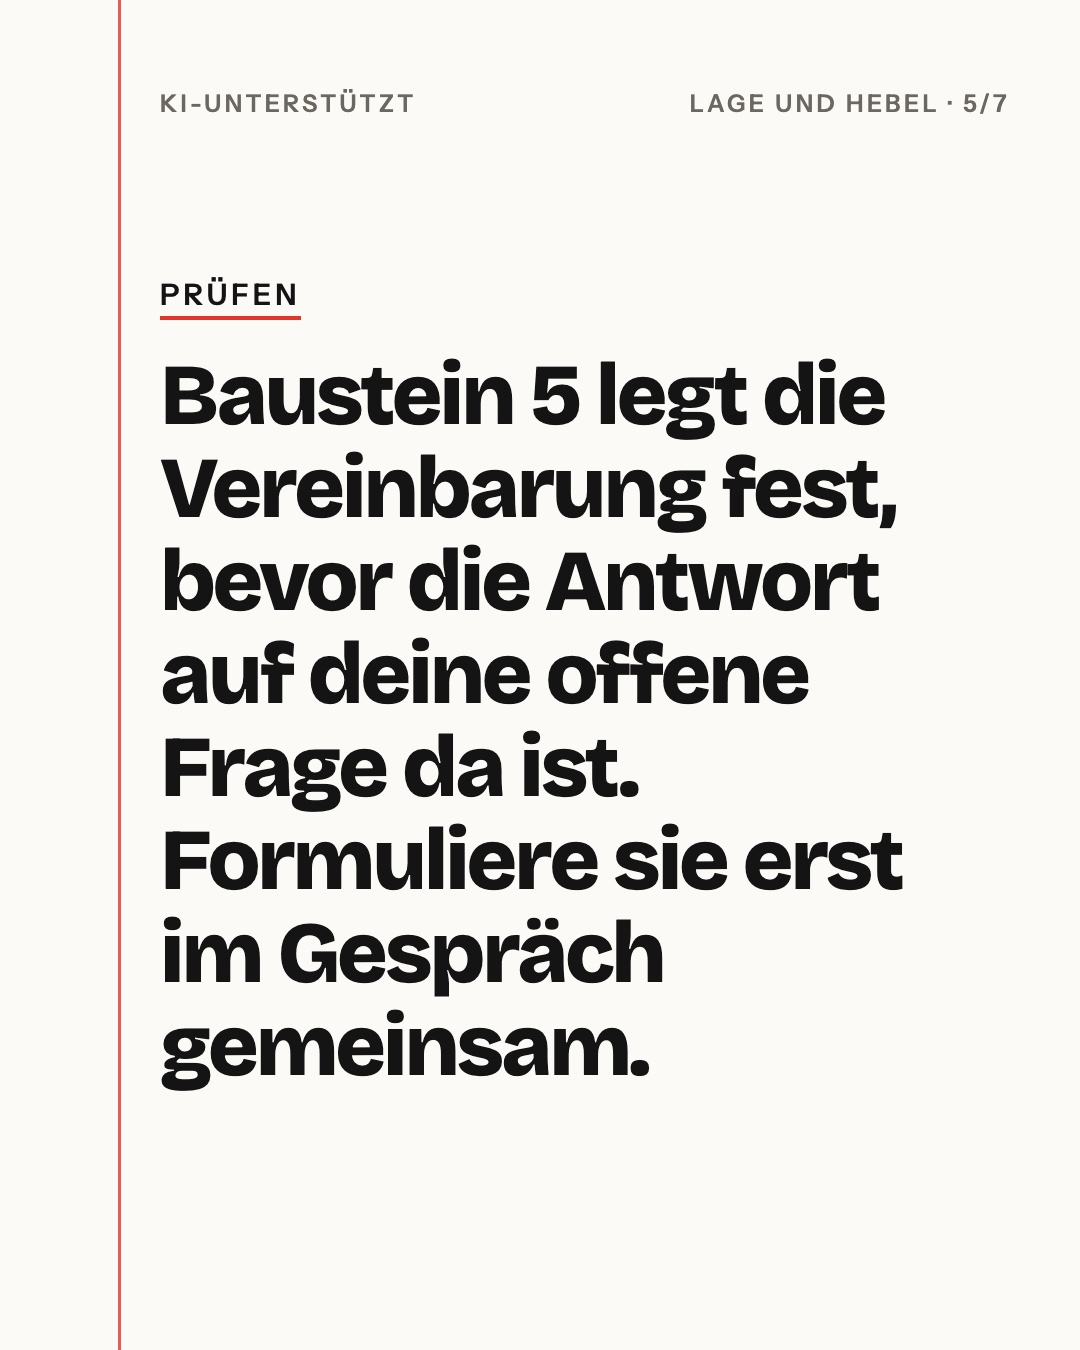 KI-UNTERSTÜTZT
LAGE UND HEBEL · 5/7
PRÜFEN
Baustein 5 legt die
Vereinbarung fest,
bevor die Antwort
auf deine offene
Frage da ist.
Formuliere sie erst
im Gespräch
gemeinsam.